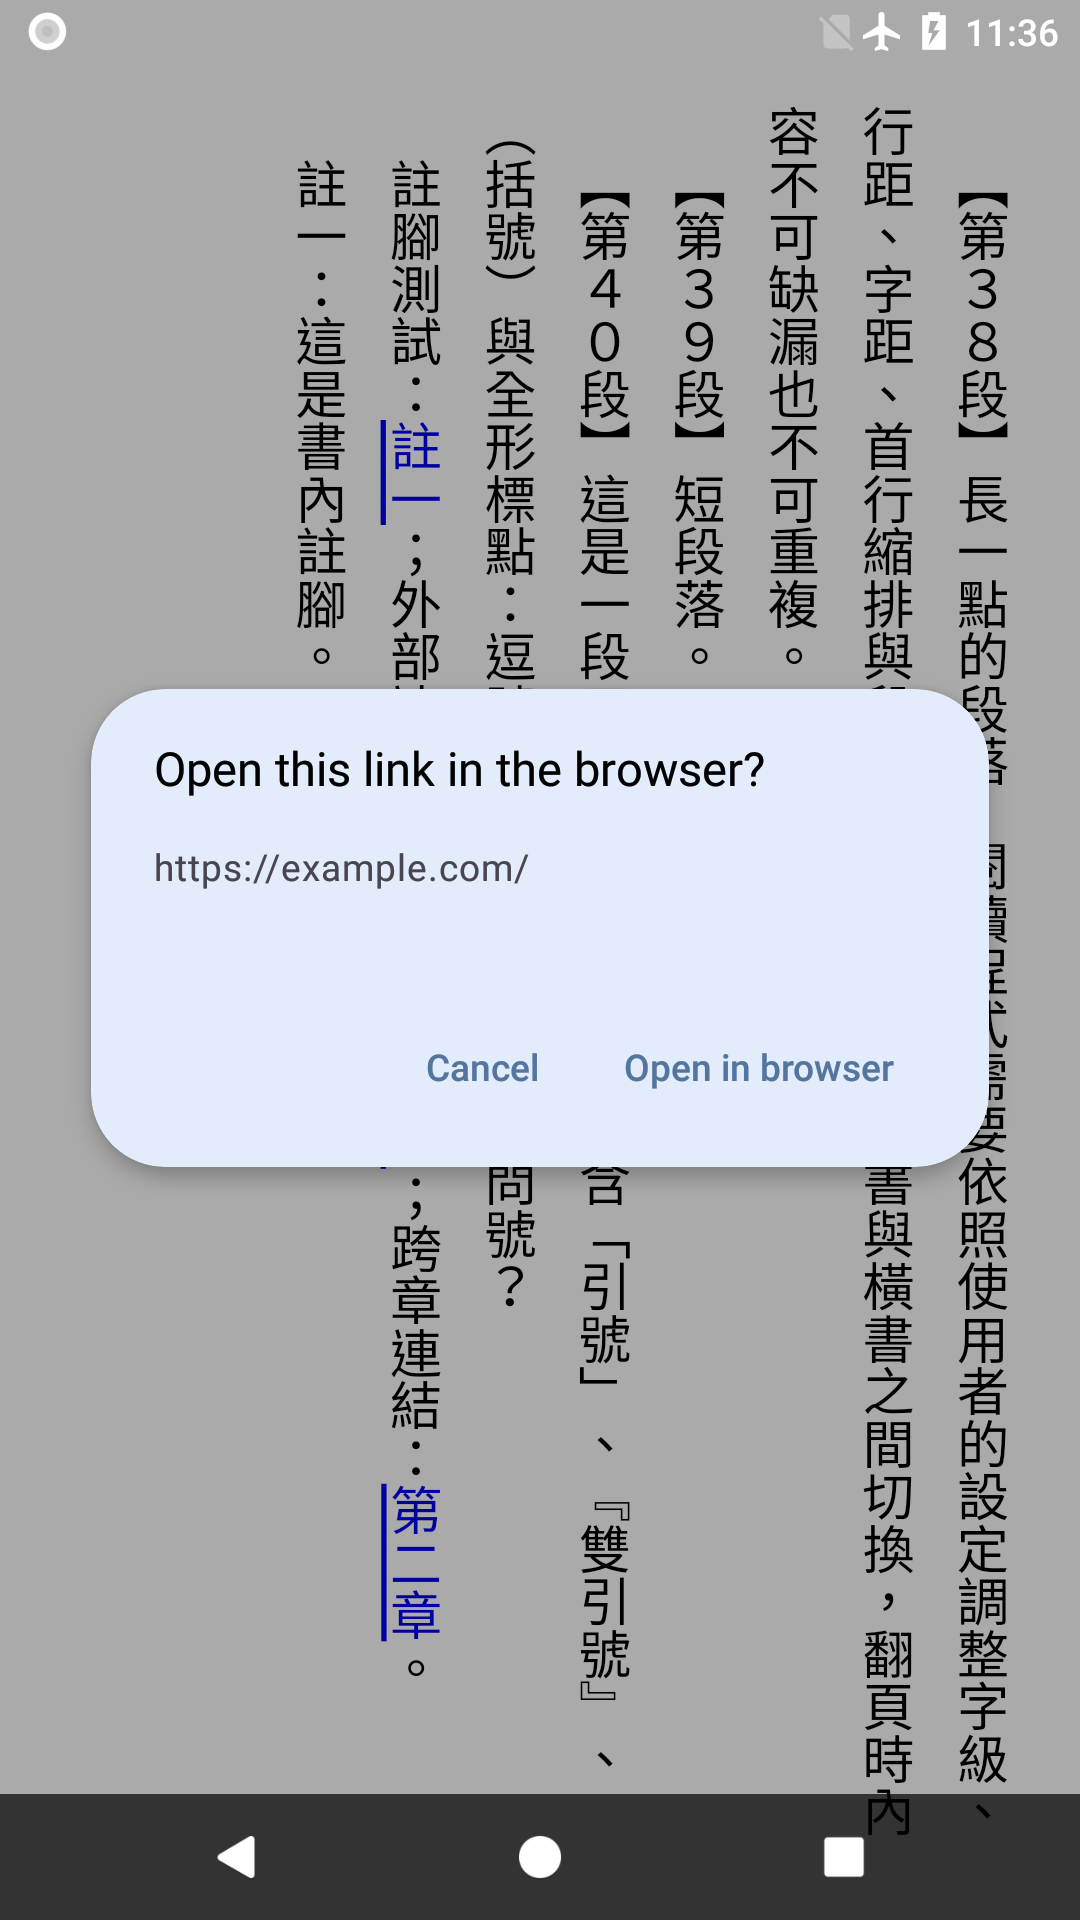 11:36
【第３８段】長一點的段落 閱讀程式需要依照使用者的設定調整字級、
行距、字距、首行縮排與 書與橫書之間切換，翻頁時內
容不可缺漏也不可重複。
【第３９段】短段落。
【第４０段】這是一段 含「引號」、『雙引號』、
（括號）與全形標點：逗 問號？
註腳測試：註一；外部 ；跨章連結：第二章。
註一：這是書內註腳。
Open this link in the browser?
https://example.com/
Cancel
Open in browser